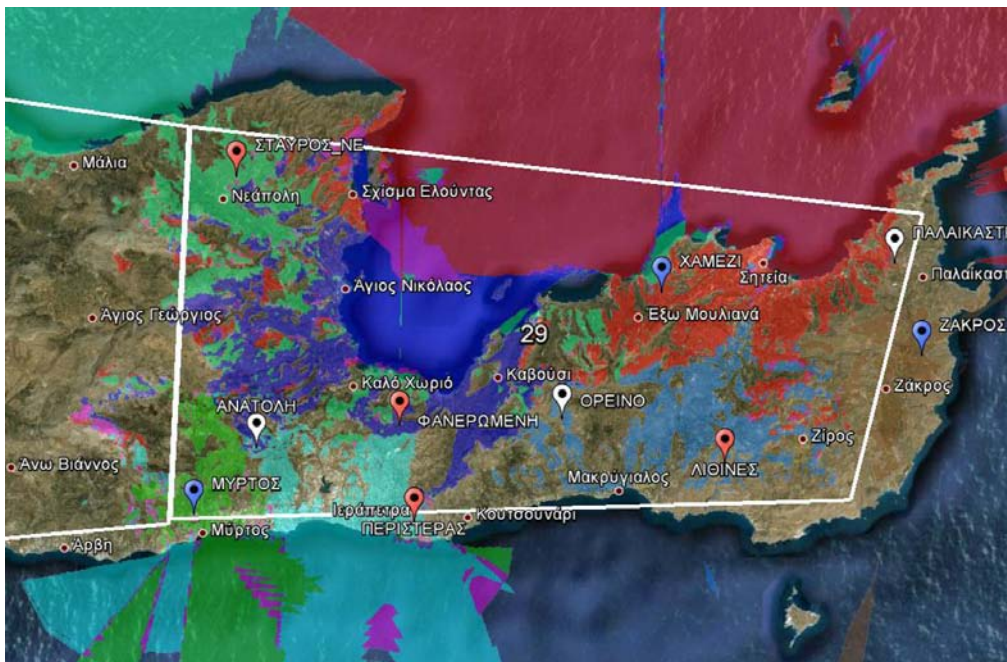 ΣΤΑΥΡΟΣ_ΝΕ
Μάλια
Νεάπολη
Σχίσμα Ελούντας
ΠΑΛΑΙΚΑΣΤΡ
ΧΑΜΕΖΙ
Σητεία
Παλαίκαστ
Άγιος Νικόλαος
Άγιος Γεώργιος
Έξω Μουλιανά
29
ΖΑΚΡΟΣ
Καβούσι
Καλό Χωριό
Ζάκρος
ΑΝΑΤΟΛΗ
ΟΡΕΙΝΟ
ΦΑΝΕΡΩΜΕΝΗ
Ζίρος
Άνω Βιάννος
ΛΙΘΙΝΕΣ
Μακρύγιαλος
ΜΥΡΤΟΣ
Ιεράπετρα
Κουτσουνάρι
ΠΕΡΙΣΤΕΡΑΣ
Μύρτος
Άρβη